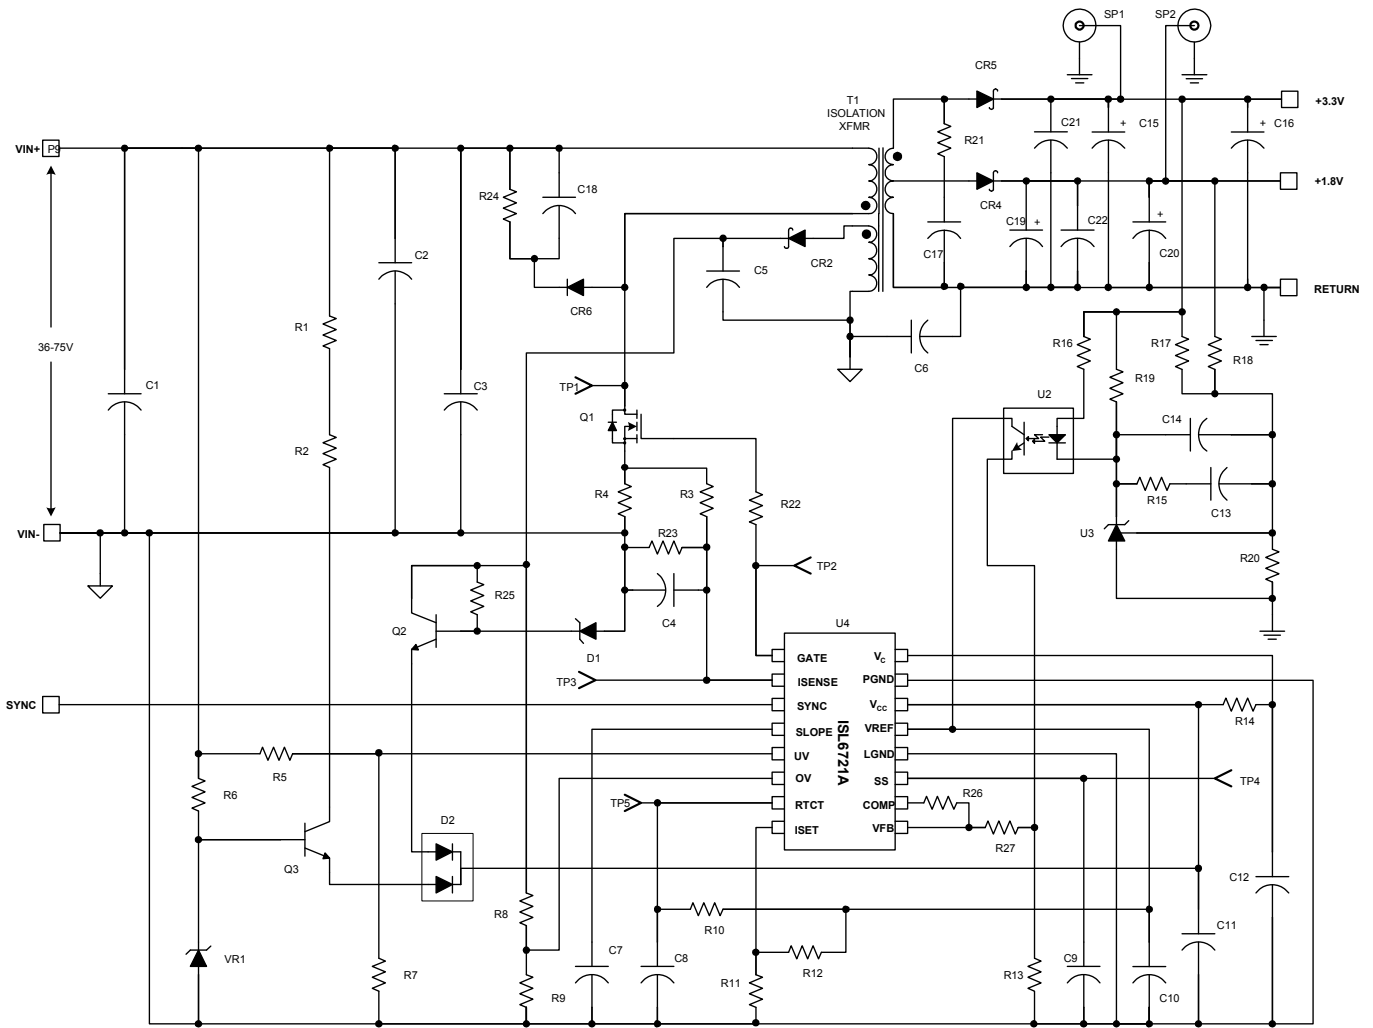 SP1
SP2
CR5
T1
ISOLATION
XFMR
+3.3V
C21
+
C15
+
C16
R21
VIN+
P9
+1.8V
R24
C18
CR4
C19
+
C22
+
C20
C17
C2
CR2
C5
CR6
RETURN
R1
36-75V
C6
R16
R17
R18
R19
C1
C3
TP1
Q1
U2
C14
R2
R4
R3
R22
R15
C13
VIN-
R23
U3
R20
TP2
R25
C4
Q2
D1
U4
TP3
GATE
ISENSE
SYNC
SLOPE
UV
OV
RTCT
ISET
ISL6721A
VC
PGND
VCC
VREF
LGND
SS
COMP
VFB
SYNC
R14
R5
R6
TP4
R26
TP5
D2
R27
Q3
C12
R8
R10
C11
VR1
R7
C7
C8
R12
R11
R9
R13
C9
C10